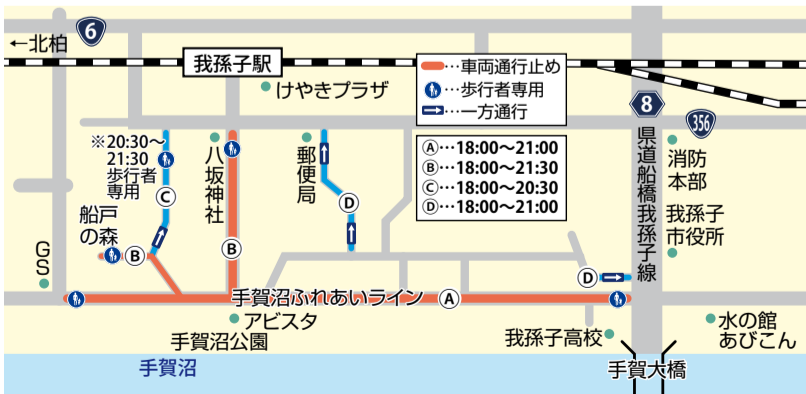 6
←北柏
我孫子駅
けやきプラザ
…車両通行止め
…歩行者専用
…一方通行
8
356
Ⓐ…18:00〜21:00
Ⓑ…18:00〜21:30
Ⓒ…18:00〜20:30
Ⓓ…18:00〜21:00
※20:30〜
21:30
歩行者
専用
Ⓒ
八坂神社
郵便局
Ⓓ
県道船橋我孫子線
消防
本部
我孫子
市役所
船戸
の森
Ⓑ
Ⓑ
GS
Ⓓ
手賀沼ふれあいライン
Ⓐ
アビスタ
手賀沼公園
我孫子高校
水の館
あびこん
手賀沼
手賀大橋